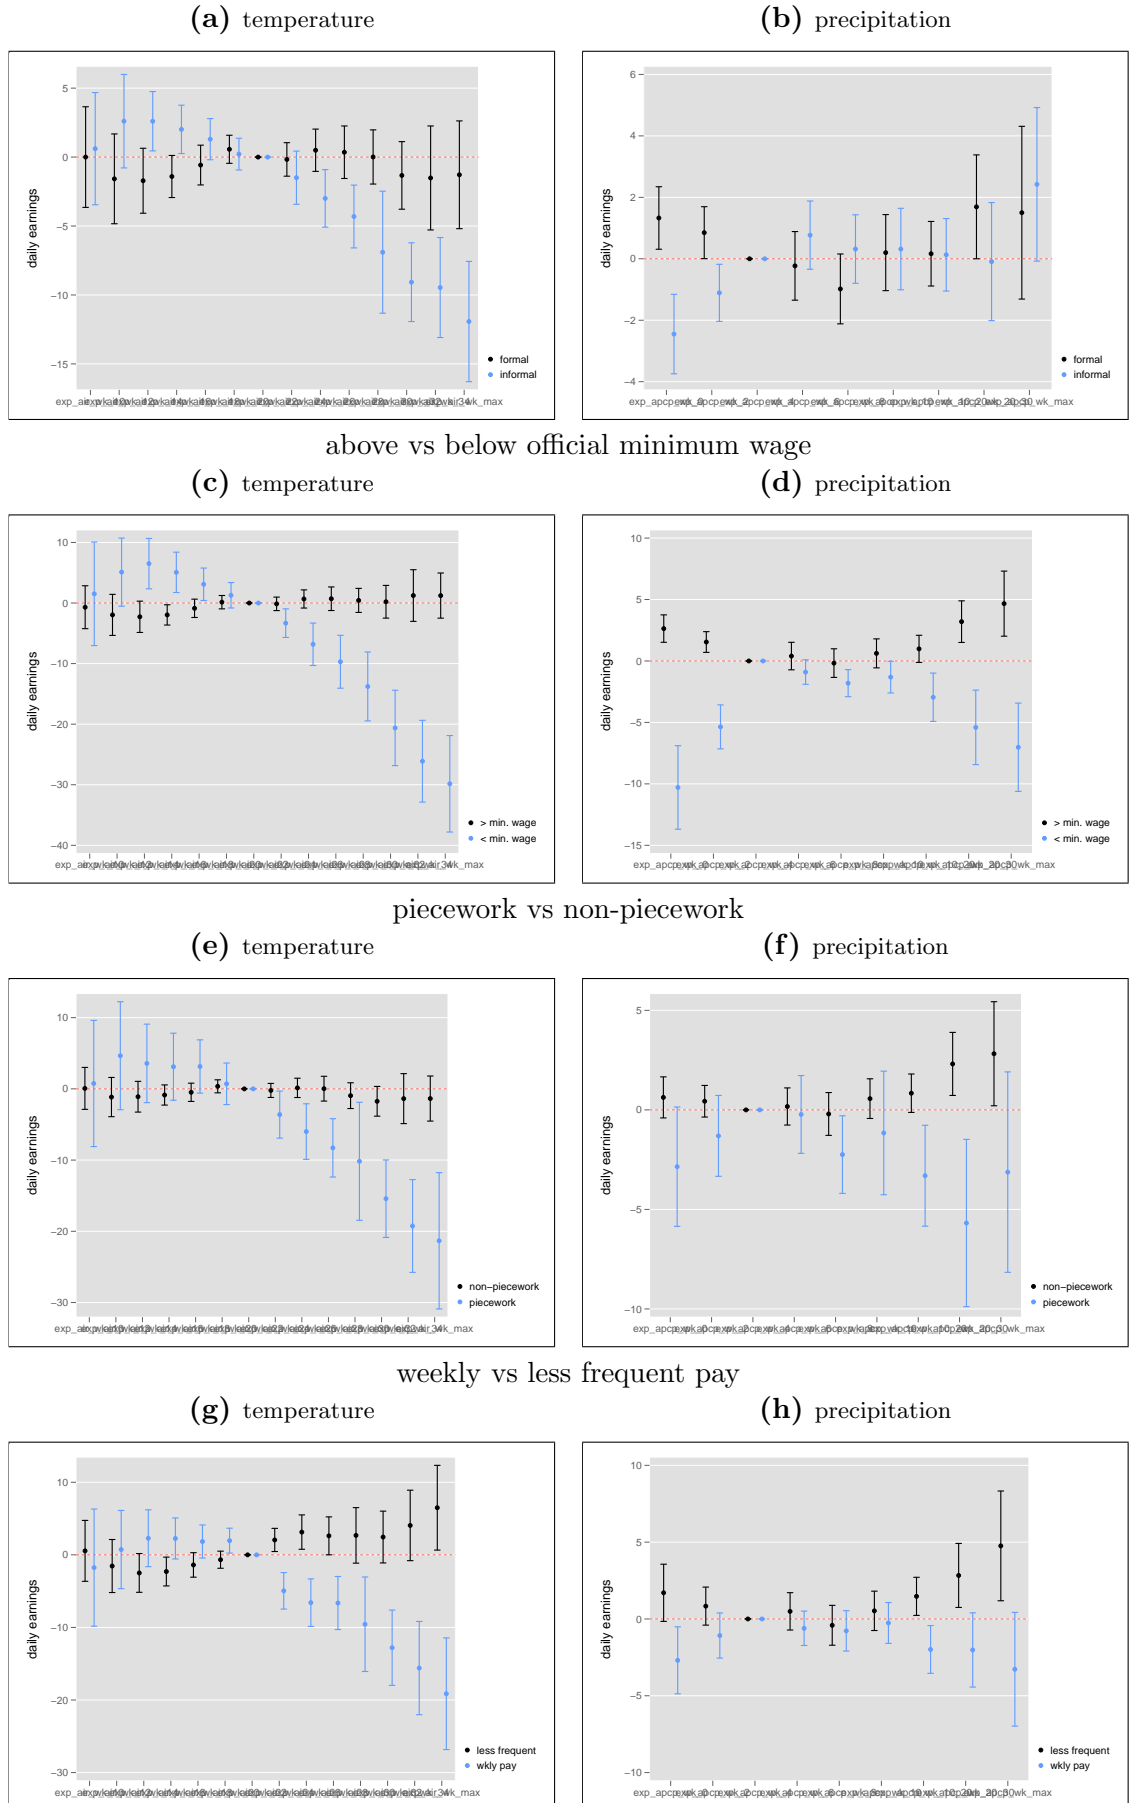 (a) temperature
(b) precipitation
5
0
−5
−10
−15
daily earnings
formal
informal
6
4
2
0
−2
−4
daily earnings
formal
informal
above vs below official minimum wage
(c) temperature
(d) precipitation
10
0
−10
−20
−30
−40
daily earnings
> min. wage
< min. wage
10
5
0
−5
−10
−15
daily earnings
> min. wage
< min. wage
piecework vs non-piecework
(e) temperature
(f) precipitation
10
0
−10
−20
−30
daily earnings
non−piecework
piecework
5
0
−5
−10
daily earnings
non−piecework
piecework
weekly vs less frequent pay
(g) temperature
(h) precipitation
10
0
−10
−20
−30
daily earnings
less frequent
wkly pay
10
5
0
−5
−10
daily earnings
less frequent
wkly pay